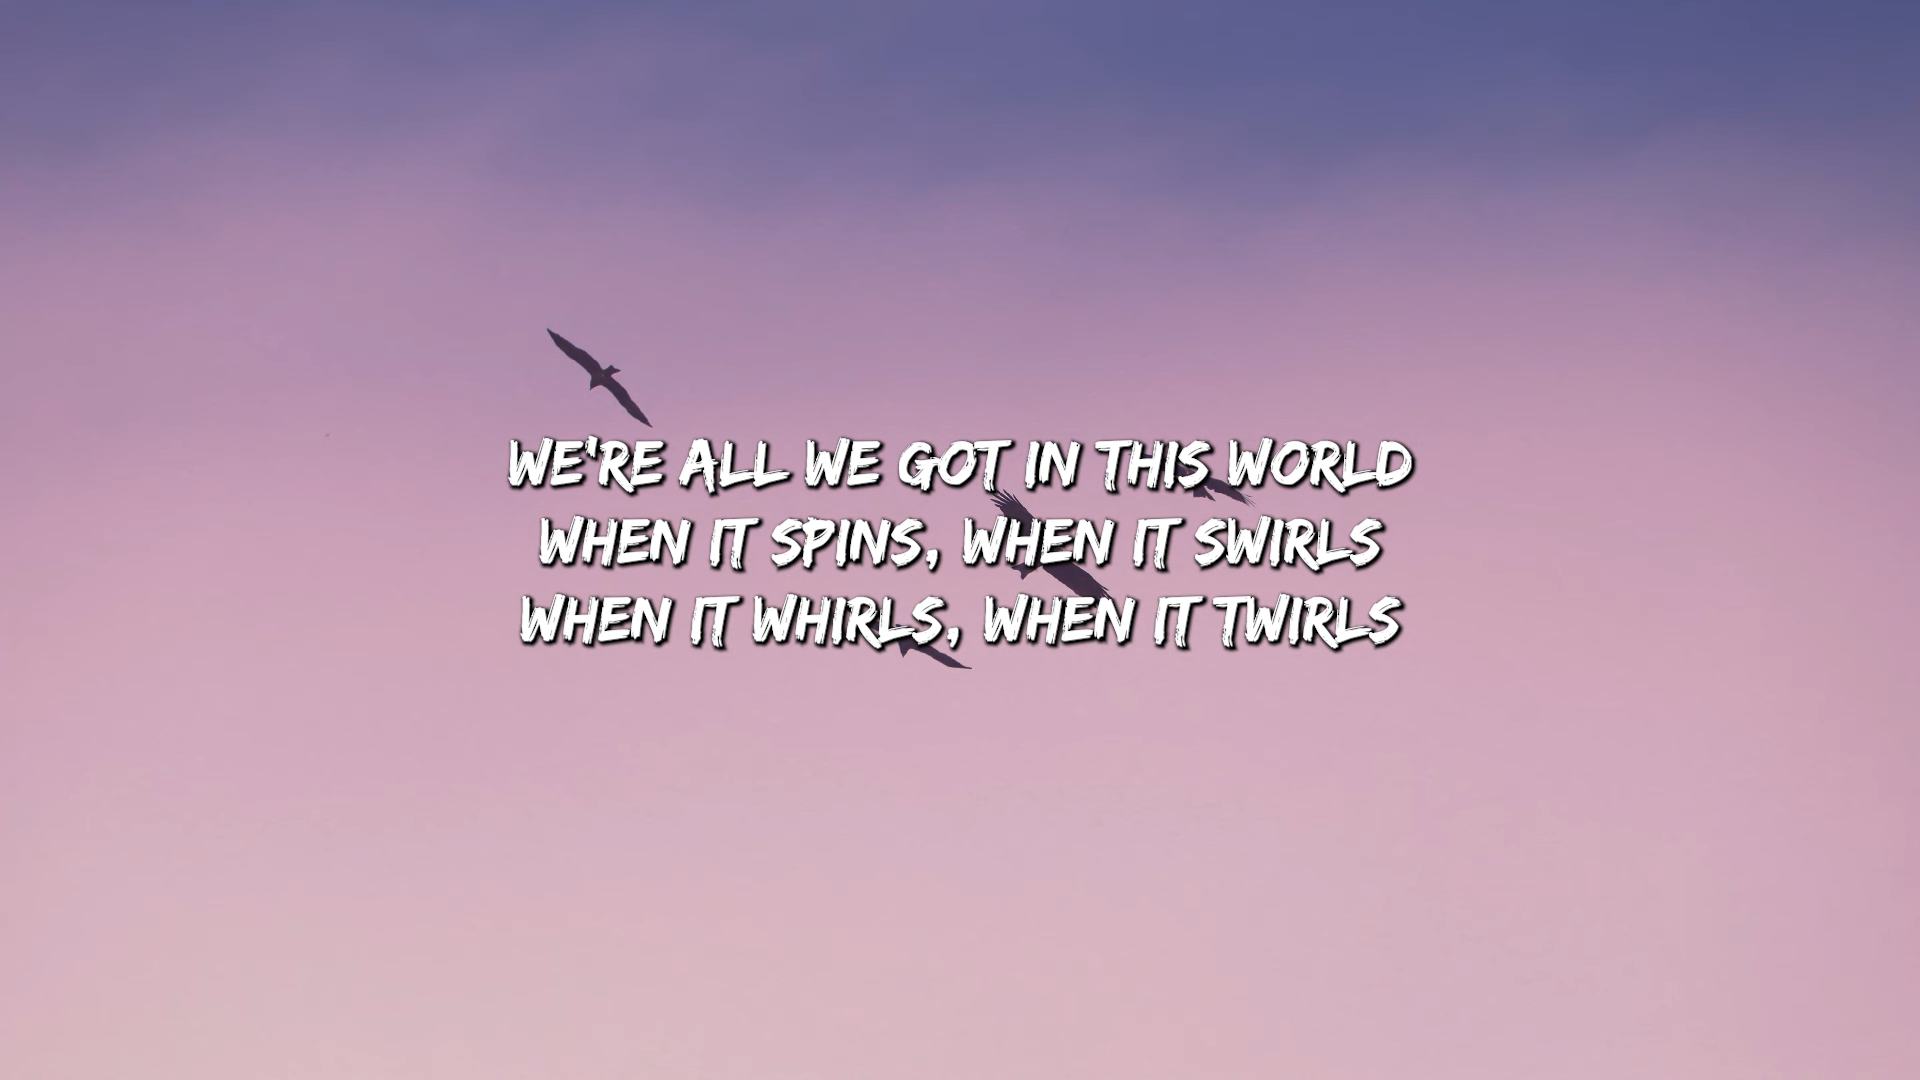 WE'RE ALL WE GOT IN THIS WORLD
WHEN IT SPINS, WHEN IT SWIRLS
WHEN IT WHIRLS, WHEN IT TWIRLS